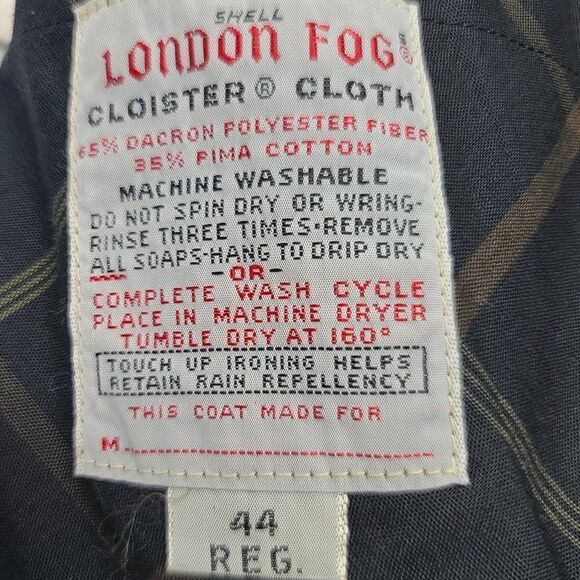 SHELL
LONDON FOG®
CLOISTER® CLOTH
65% DACRON POLYESTER FIBER
35% PIMA COTTON
MACHINE WASHABLE
DO NOT SPIN DRY OR WRING-
RINSE THREE TIMES·REMOVE
ALL SOAPS-HANG TO DRIP DRY
-OR-
COMPLETE WASH CYCLE
PLACE IN MACHINE DRYER
TUMBLE DRY AT 160°
TOUCH UP IRONING HELPS
RETAIN RAIN REPELLENCY.
THIS COAT MADE FOR
M.
44
REG.